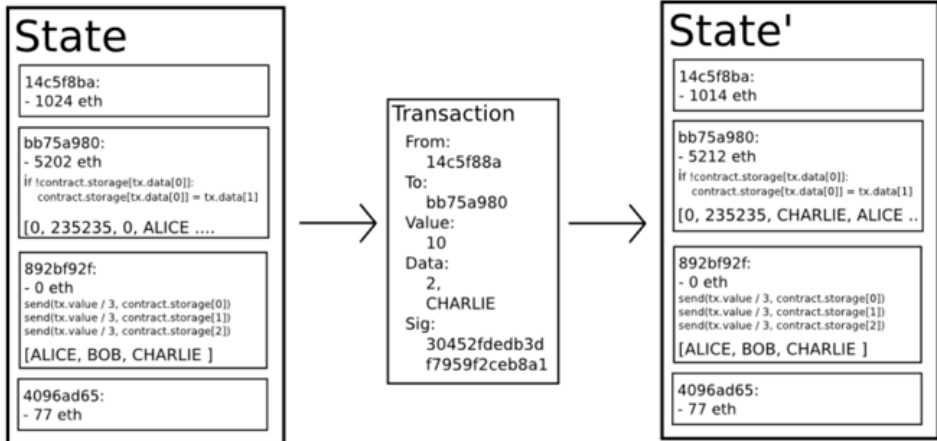 State
14c5f8ba:
- 1024 eth
bb75a980:
- 5202 eth
if !contract.storage[tx.data[0]]:
contract.storage[tx.data[0]] = tx.data[1]
[0, 235235, 0, ALICE ....
892bf92f:
- 0 eth
send(tx.value / 3, contract.storage[0])
send(tx.value / 3, contract.storage[1])
send(tx.value / 3, contract.storage[2])
[ALICE, BOB, CHARLIE ]
4096ad65:
- 77 eth
Transaction
From:
14c5f88a
To:
bb75a980
Value:
10
Data:
2,
CHARLIE
Sig:
30452fdedb3d
f7959f2ceb8a1
State'
14c5f8ba:
- 1014 eth
bb75a980:
- 5212 eth
if !contract.storage[tx.data[0]]:
contract.storage[tx.data[0]] = tx.data[1]
[0, 235235, CHARLIE, ALICE ..
892bf92f:
- 0 eth
send(tx.value / 3, contract.storage[0])
send(tx.value / 3, contract.storage[1])
send(tx.value / 3, contract.storage[2])
[ALICE, BOB, CHARLIE ]
4096ad65:
- 77 eth